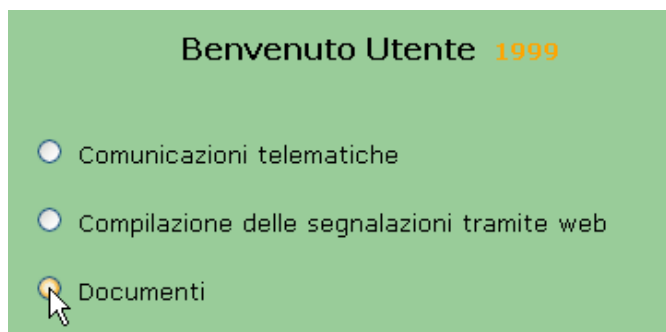 Benvenuto Utente 1999
Comunicazioni telematiche
Compilazione delle segnalazioni tramite web
Documenti